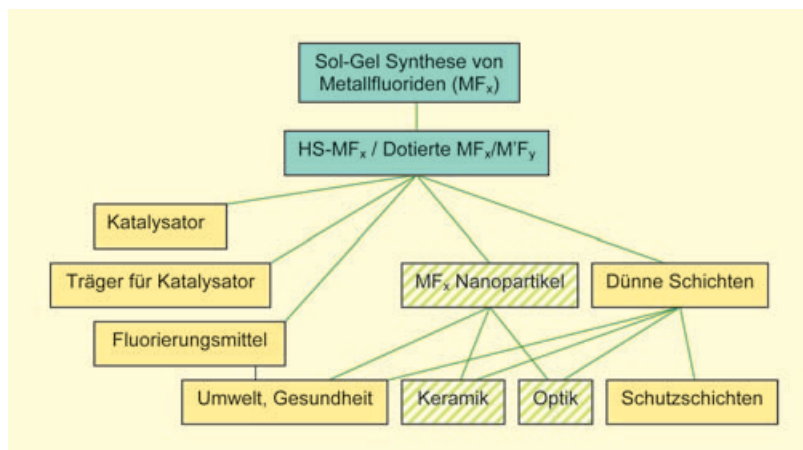 Sol-Gel Synthese von
Metallfluoriden (MFₓ)
HS-MFₓ / Dotierte MFₓ/M'Fᵧ
Katalysator
Träger für Katalysator
MFₓ Nanopartikel
Dünne Schichten
Fluorierungsmittel
Umwelt, Gesundheit
Keramik
Optik
Schutzschichten